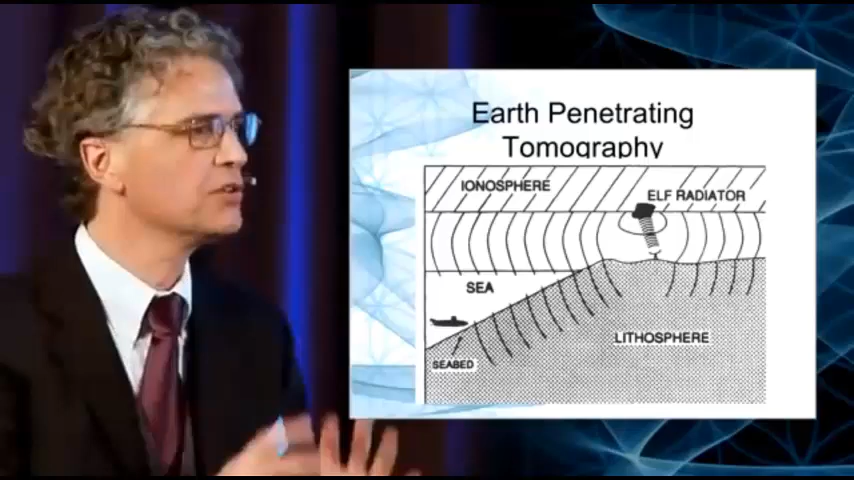 Earth Penetrating
Tomography
IONOSPHERE
ELF RADIATOR
SEA
LITHOSPHERE
SEABED